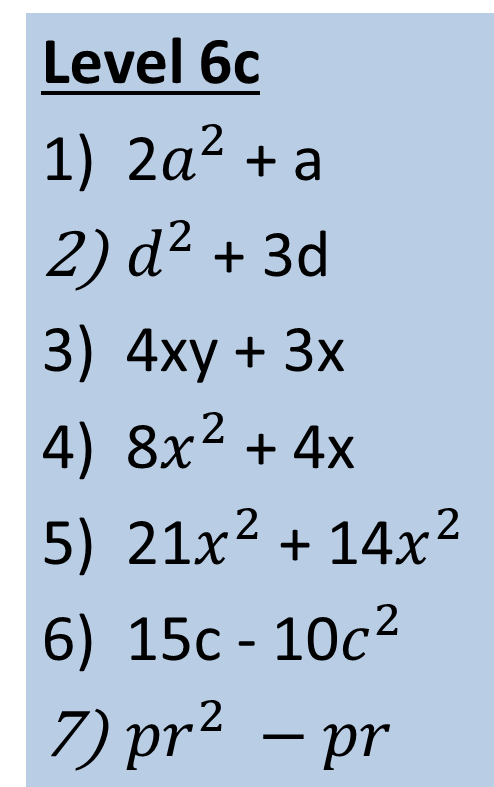 Level 6c
1) 2a² + a
2) d² + 3d
3) 4xy + 3x
4) 8x² + 4x
5) 21x² + 14x²
6) 15c - 10c²
7) pr² − pr